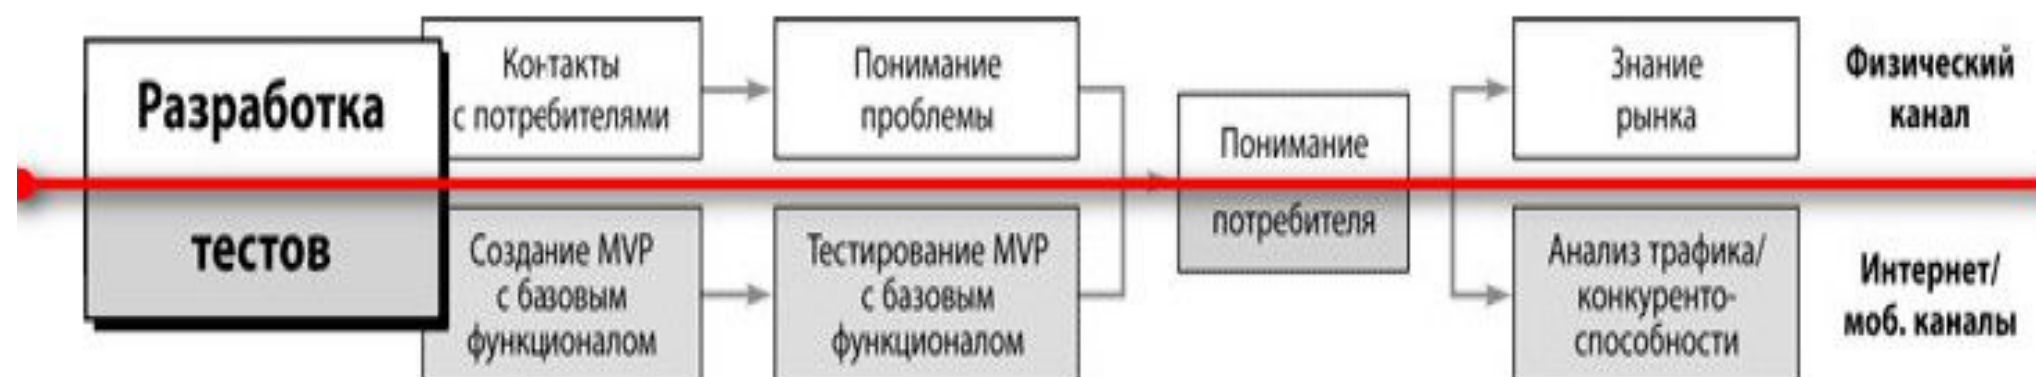 Разработка
тестов
Контакты
с потребителями
Понимание
проблемы
Создание MVP
с базовым
функционалом
Тестирование MVP
с базовым
функционалом
Понимание
потребителя
Знание
рынка
Анализ трафика/
конкуренто-
способности
Физический
канал
Интернет/
моб. каналы